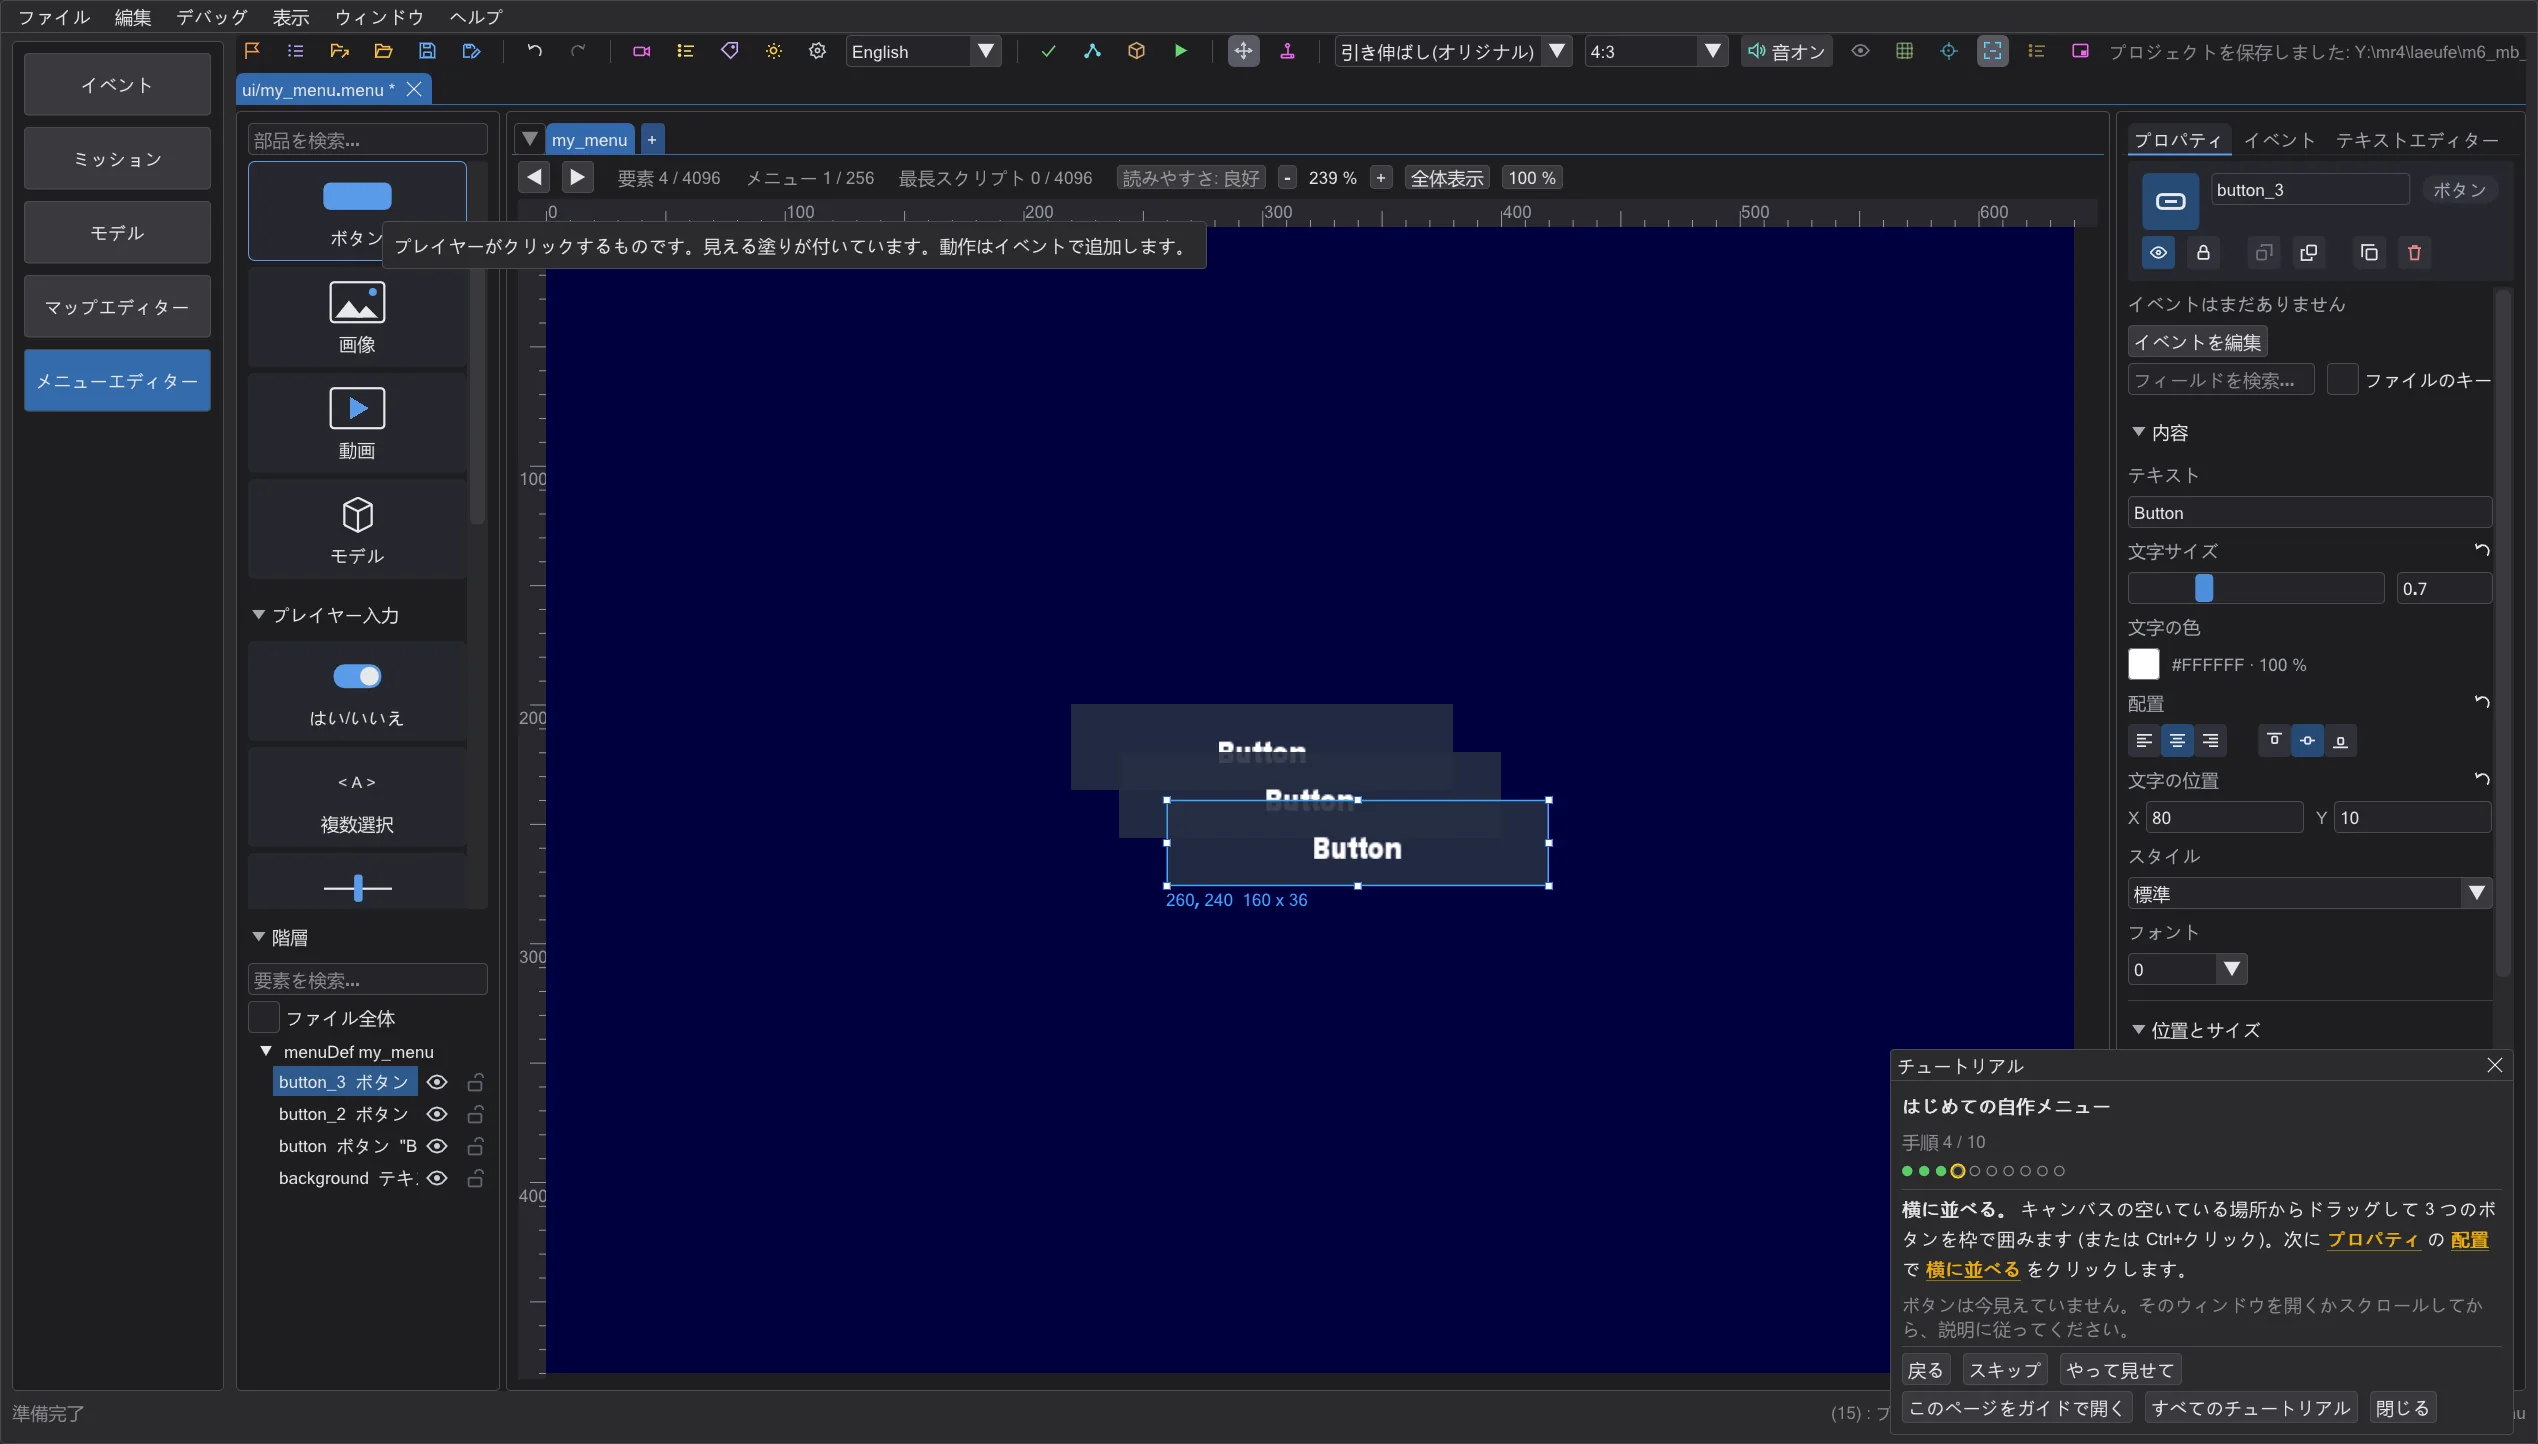 ファイル 編集 デバッグ 表示 ウィンドウ ヘルプ
イベント
ミッション
モデル
マップエディター
メニューエディター
English
引き伸ばし(オリジナル)
4:3
音オン
プロジェクトを保存しました: Y:\mr4\laeufe\m6_mb_
ui/my_menu.menu *
部品を検索...
ボタン
プレイヤーがクリックするものです。見える塗りが付いています。動作はイベントで追加します。
画像
動画
モデル
プレイヤー入力
はい/いいえ
< A >
複数選択
階層
要素を検索...
ファイル全体
menuDef my_menu
button_3 ボタン
button_2 ボタン
button ボタン "B
background テキ
my_menu
+
要素 4 / 4096 メニュー 1 / 256 最長スクリプト 0 / 4096 読みやすさ: 良好 - 239 % + 全体表示 100 %
0 100 200 300 400 500 600
100
200
300
400
Button
Button
Button
260, 240 160 x 36
プロパティ イベント テキストエディター
button_3 ボタン
イベントはまだありません
イベントを編集
フィールドを検索... ファイルのキー
内容
テキスト
Button
文字サイズ
0.7
文字の色
#FFFFFF · 100 %
配置
文字の位置
X 80 Y 10
スタイル
標準
フォント
0
位置とサイズ
チュートリアル
はじめての自作メニュー
手順 4 / 10
横に並べる。 キャンバスの空いている場所からドラッグして 3 つのボ
タンを枠で囲みます (または Ctrl+クリック)。次に プロパティ の 配置
で 横に並べる をクリックします。
ボタンは今見えていません。そのウィンドウを開くかスクロールしてか
ら、説明に従ってください。
戻る スキップ やって見せて
このページをガイドで開く すべてのチュートリアル 閉じる
準備完了
(15) : フ